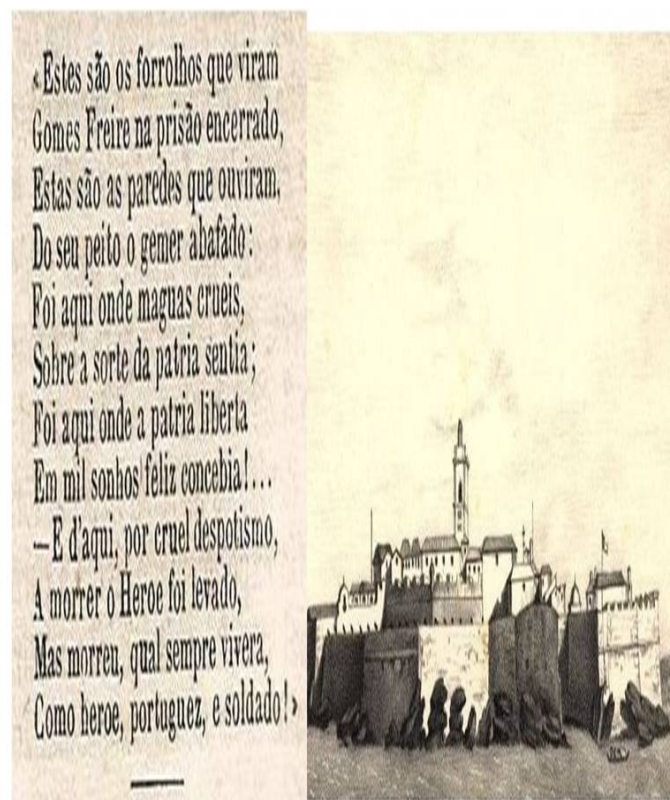 «Estes são os forrolhos que viram
Gomes Freire na prisão encerrado,
Estas são as paredes que ouviram,
Do seu peito o gemer abafado:
Foi aqui onde maguas crueis,
Sobre a sorte da patria sentia;
Foi aqui onde a patria liberta
Em mil sonhos feliz concebia!...
—E d'aqui, por cruel despotismo,
A morrer o Heroe foi levado,
Mas morreu, qual sempre vivera,
Como heroe, portuguez, e soldado!»